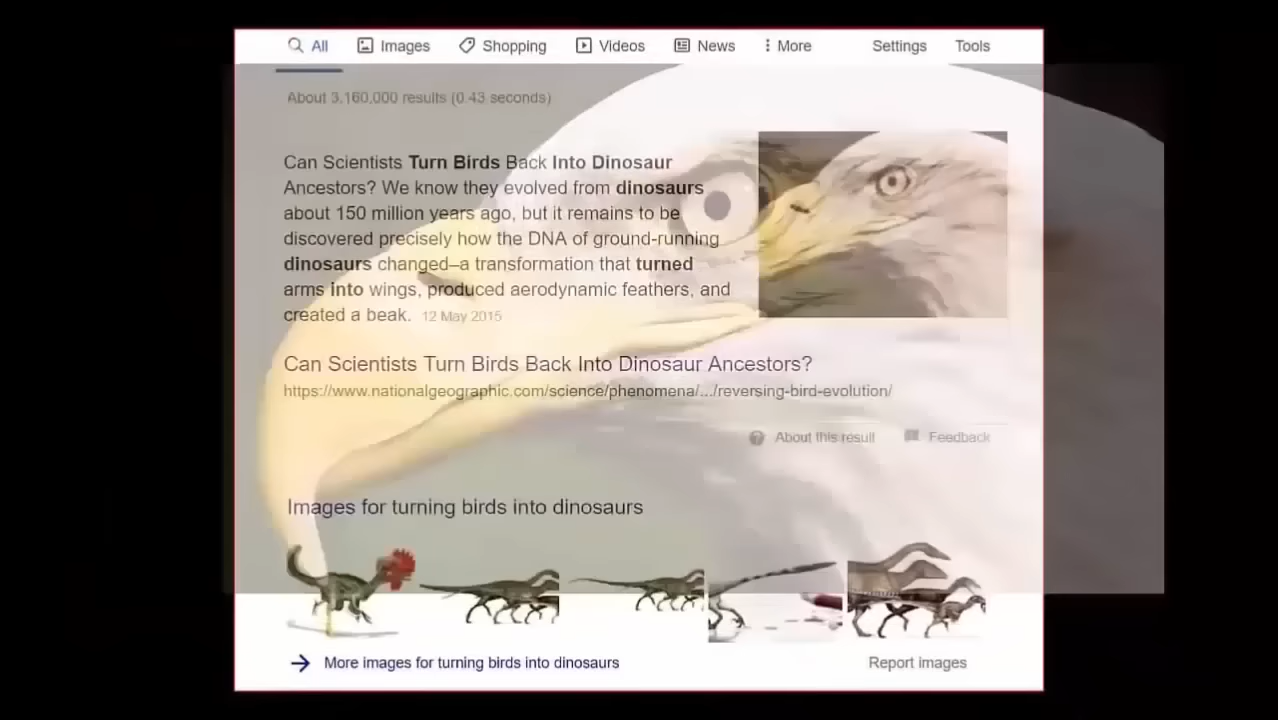 All Images Shopping Videos News More Settings Tools
About 3,160,000 results (0.43 seconds)
Can Scientists Turn Birds Back Into Dinosaur
Ancestors? We know they evolved from dinosaurs
about 150 million years ago, but it remains to be
discovered precisely how the DNA of ground-running
dinosaurs changed–a transformation that turned
arms into wings, produced aerodynamic feathers, and
created a beak. 12 May 2015
Can Scientists Turn Birds Back Into Dinosaur Ancestors?
https://www.nationalgeographic.com/science/phenomena/.../reversing-bird-evolution/
About this result Feedback
Images for turning birds into dinosaurs
More images for turning birds into dinosaurs Report images